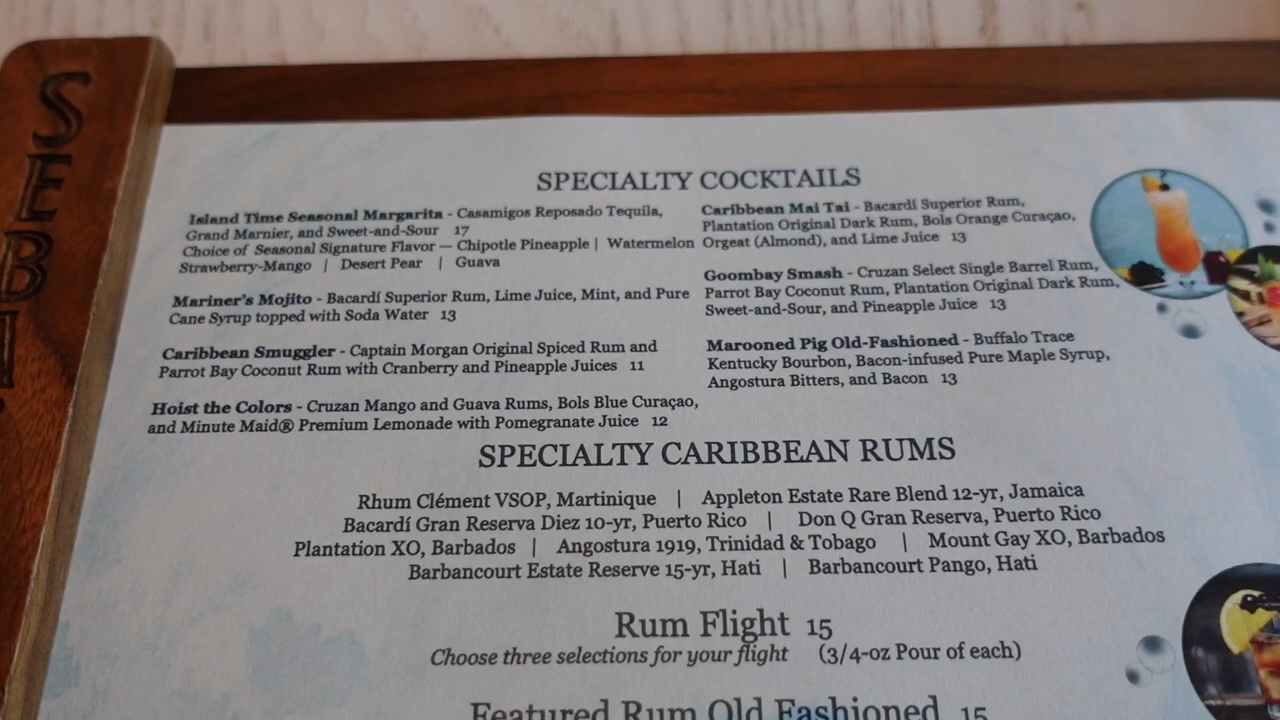 SEBI
SPECIALTY COCKTAILS
Island Time Seasonal Margarita - Casamigos Reposado Tequila,
Grand Marnier, and Sweet-and-Sour 17
Choice of Seasonal Signature Flavor — Chipotle Pineapple | Watermelon
Strawberry-Mango | Desert Pear | Guava
Mariner's Mojito - Bacardí Superior Rum, Lime Juice, Mint, and Pure
Cane Syrup topped with Soda Water 13
Caribbean Smuggler - Captain Morgan Original Spiced Rum and
Parrot Bay Coconut Rum with Cranberry and Pineapple Juices 11
Hoist the Colors - Cruzan Mango and Guava Rums, Bols Blue Curaçao,
and Minute Maid® Premium Lemonade with Pomegranate Juice 12
Caribbean Mai Tai - Bacardí Superior Rum,
Plantation Original Dark Rum, Bols Orange Curaçao,
Orgeat (Almond), and Lime Juice 13
Goombay Smash - Cruzan Select Single Barrel Rum,
Parrot Bay Coconut Rum, Plantation Original Dark Rum,
Sweet-and-Sour, and Pineapple Juice 13
Marooned Pig Old-Fashioned - Buffalo Trace
Kentucky Bourbon, Bacon-infused Pure Maple Syrup,
Angostura Bitters, and Bacon 13
SPECIALTY CARIBBEAN RUMS
Rhum Clément VSOP, Martinique | Appleton Estate Rare Blend 12-yr, Jamaica
Bacardí Gran Reserva Diez 10-yr, Puerto Rico | Don Q Gran Reserva, Puerto Rico
Plantation XO, Barbados | Angostura 1919, Trinidad & Tobago | Mount Gay XO, Barbados
Barbancourt Estate Reserve 15-yr, Hati | Barbancourt Pango, Hati
Rum Flight 15
Choose three selections for your flight (3/4-oz Pour of each)
Featured Rum Old Fashioned 15